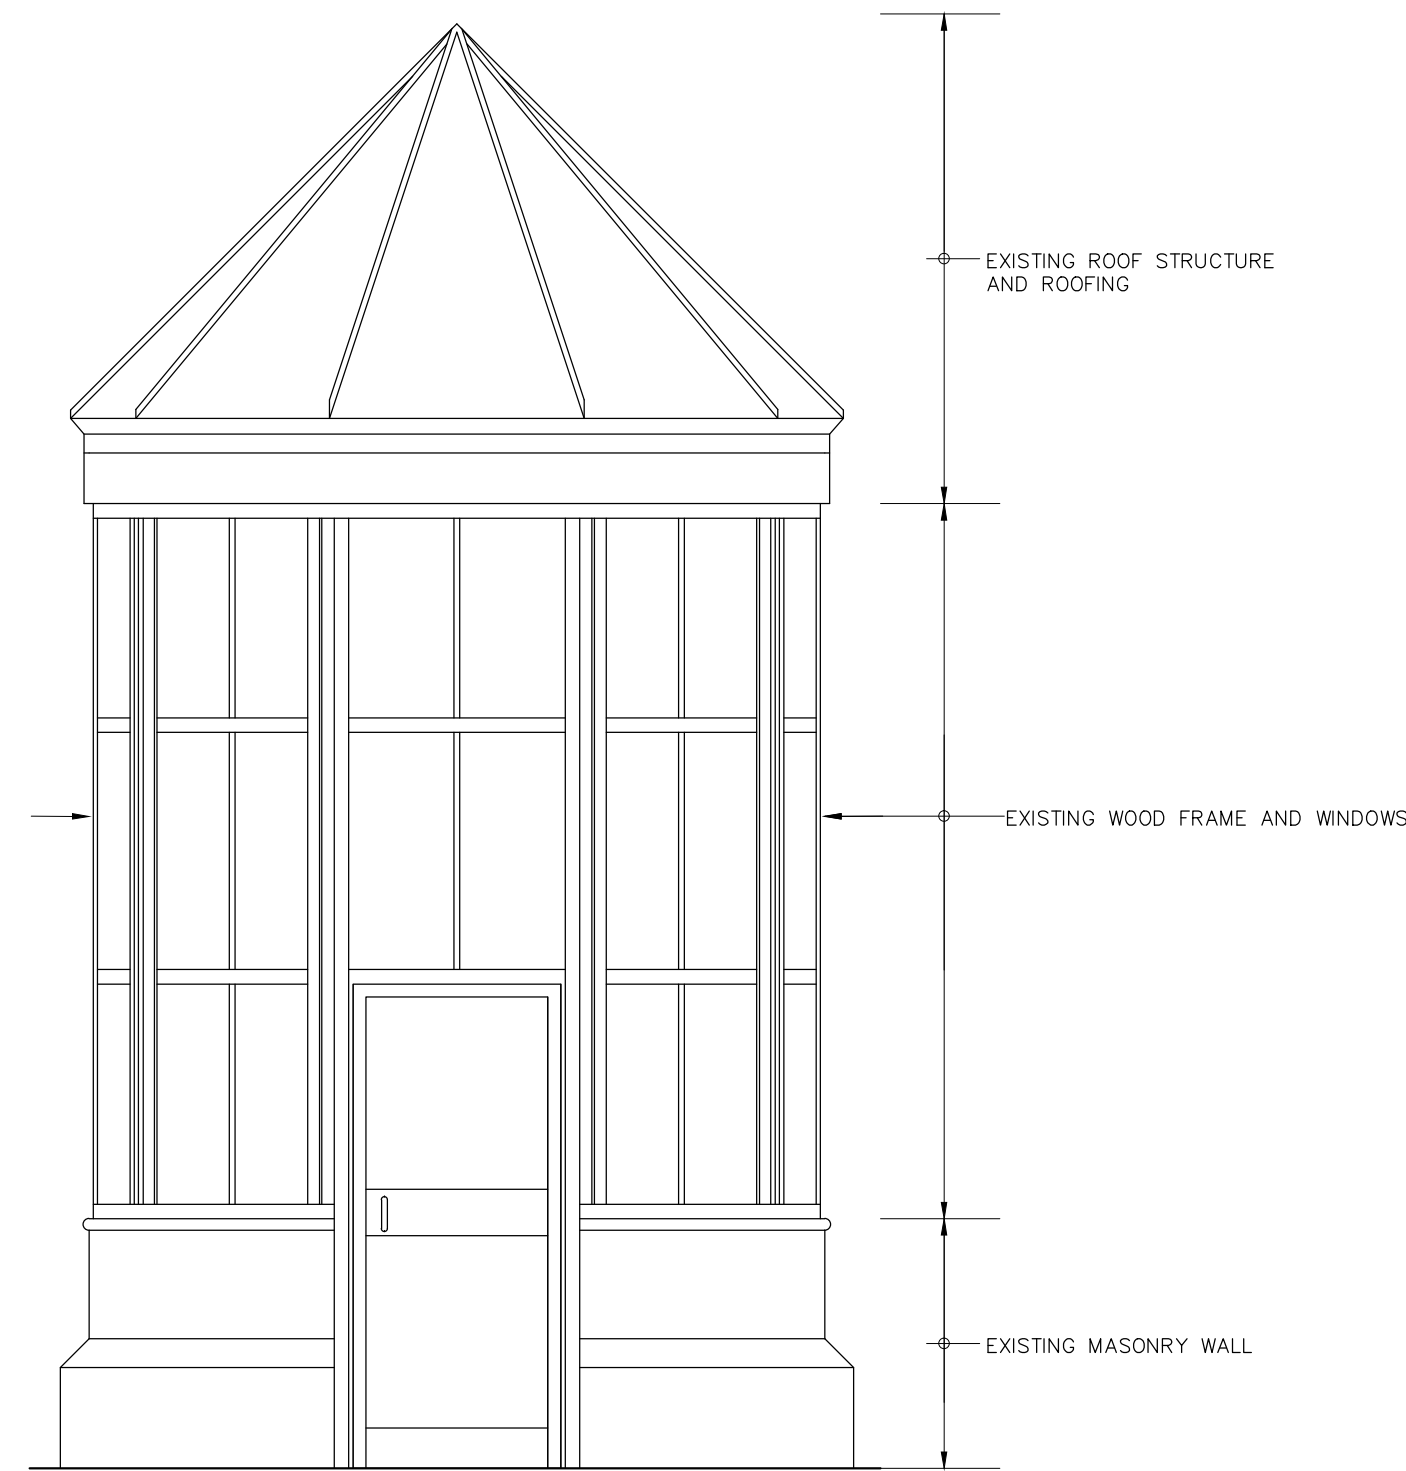 EXISTING ROOF STRUCTURE
AND ROOFING
EXISTING WOOD FRAME AND WINDOWS
EXISTING MASONRY WALL